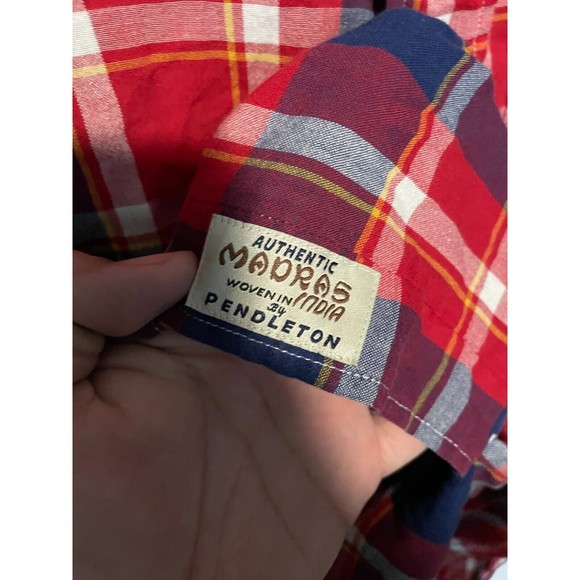 AUTHENTIC
MADRAS
WOVEN IN INDIA
By
PENDLETON